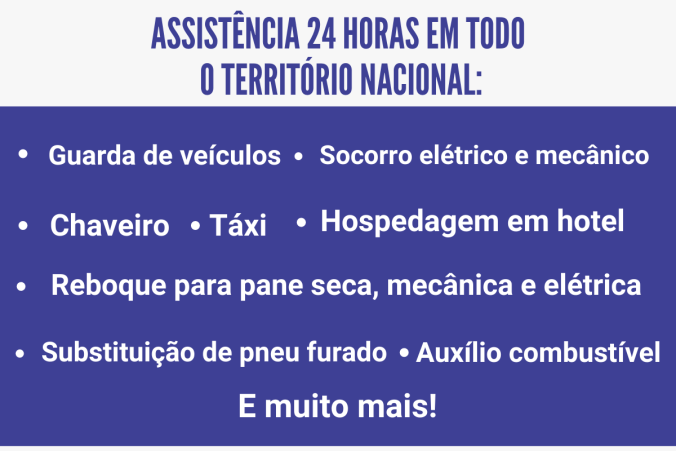 ASSISTÊNCIA 24 HORAS EM TODO
O TERRITÓRIO NACIONAL:
• Guarda de veículos • Socorro elétrico e mecânico
• Chaveiro • Táxi • Hospedagem em hotel
• Reboque para pane seca, mecânica e elétrica
• Substituição de pneu furado • Auxílio combustível
E muito mais!